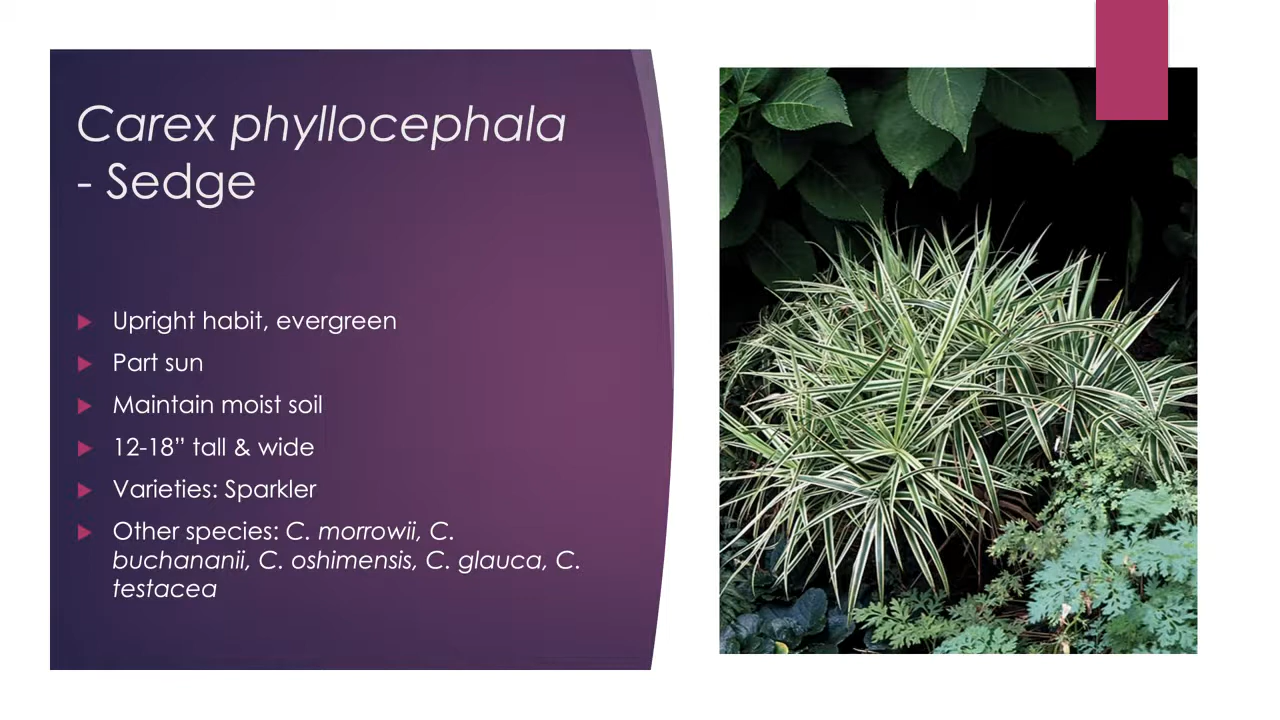 Carex phyllocephala
- Sedge
Upright habit, evergreen
Part sun
Maintain moist soil
12-18” tall & wide
Varieties: Sparkler
Other species: C. morrowii, C.
buchananii, C. oshimensis, C. glauca, C.
testacea